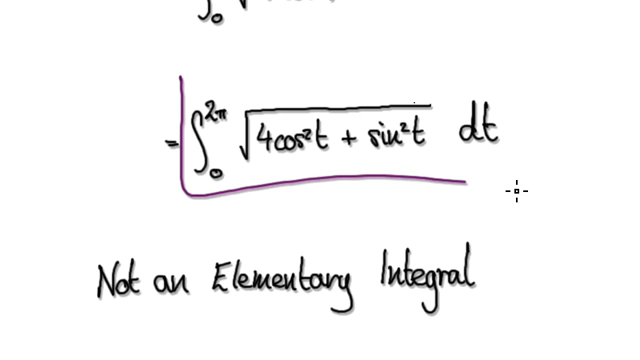 = ∫₀^2π √(4cos²t + sin²t) dt
Not an Elementary Integral